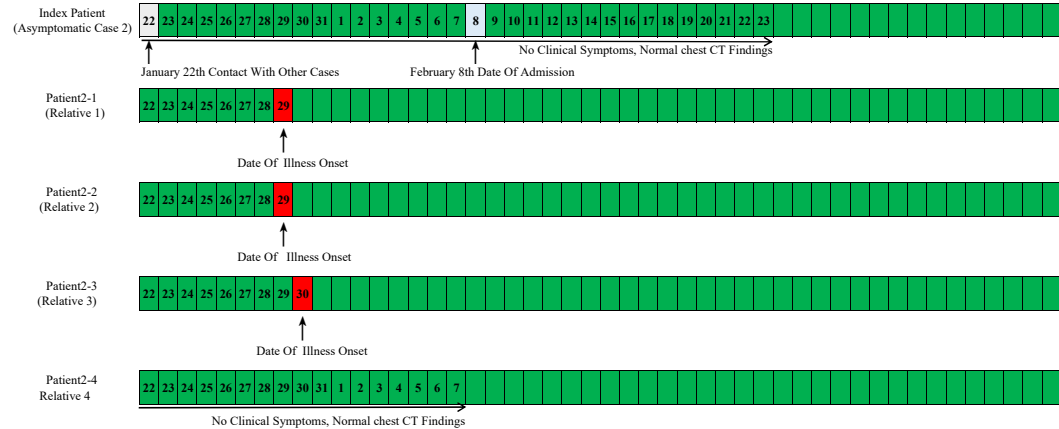 Index Patient
(Asymptomatic Case 2)
22 23 24 25 26 27 28 29 30 31 1 2 3 4 5 6 7 8 9 10 11 12 13 14 15 16 17 18 19 20 21 22 23
No Clinical Symptoms, Normal chest CT Findings
January 22th Contact With Other Cases
February 8th Date Of Admission
Patient2-1
(Relative 1)
22 23 24 25 26 27 28 29
Date Of Illness Onset
Patient2-2
(Relative 2)
22 23 24 25 26 27 28 29
Date Of Illness Onset
Patient2-3
(Relative 3)
22 23 24 25 26 27 28 29 30
Date Of Illness Onset
Patient2-4
Relative 4
22 23 24 25 26 27 28 29 30 31 1 2 3 4 5 6 7
No Clinical Symptoms, Normal chest CT Findings